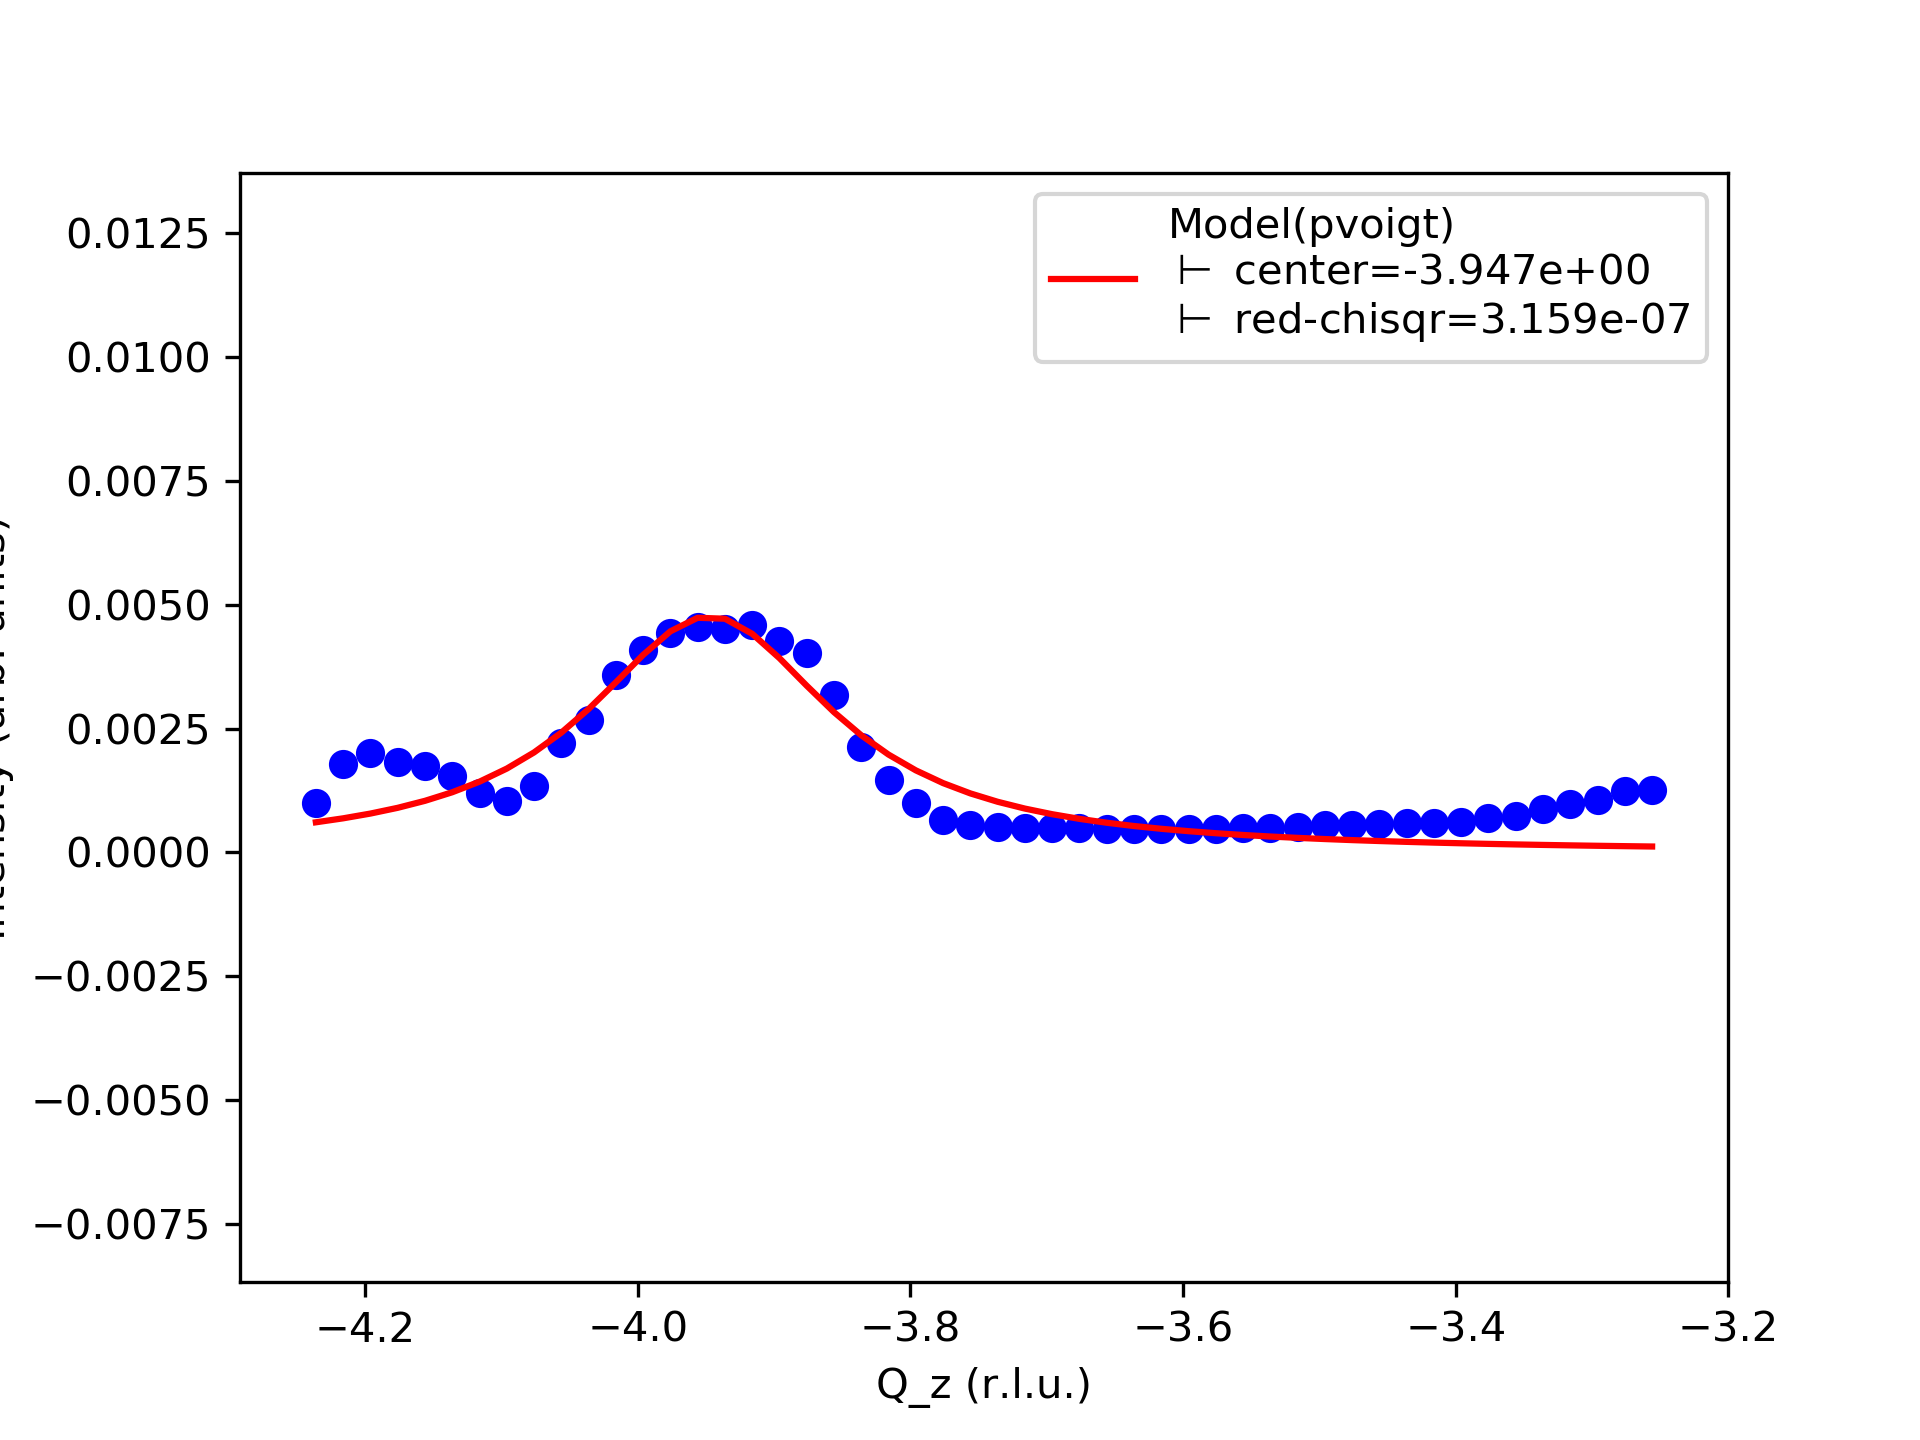 Model(pvoigt)
⊢ center=-3.947e+00
⊢ red-chisqr=3.159e-07
0.0125
0.0100
0.0075
0.0050
0.0025
0.0000
−0.0025
−0.0050
−0.0075
−4.2 −4.0 −3.8 −3.6 −3.4 −3.2
Q_z (r.l.u.)